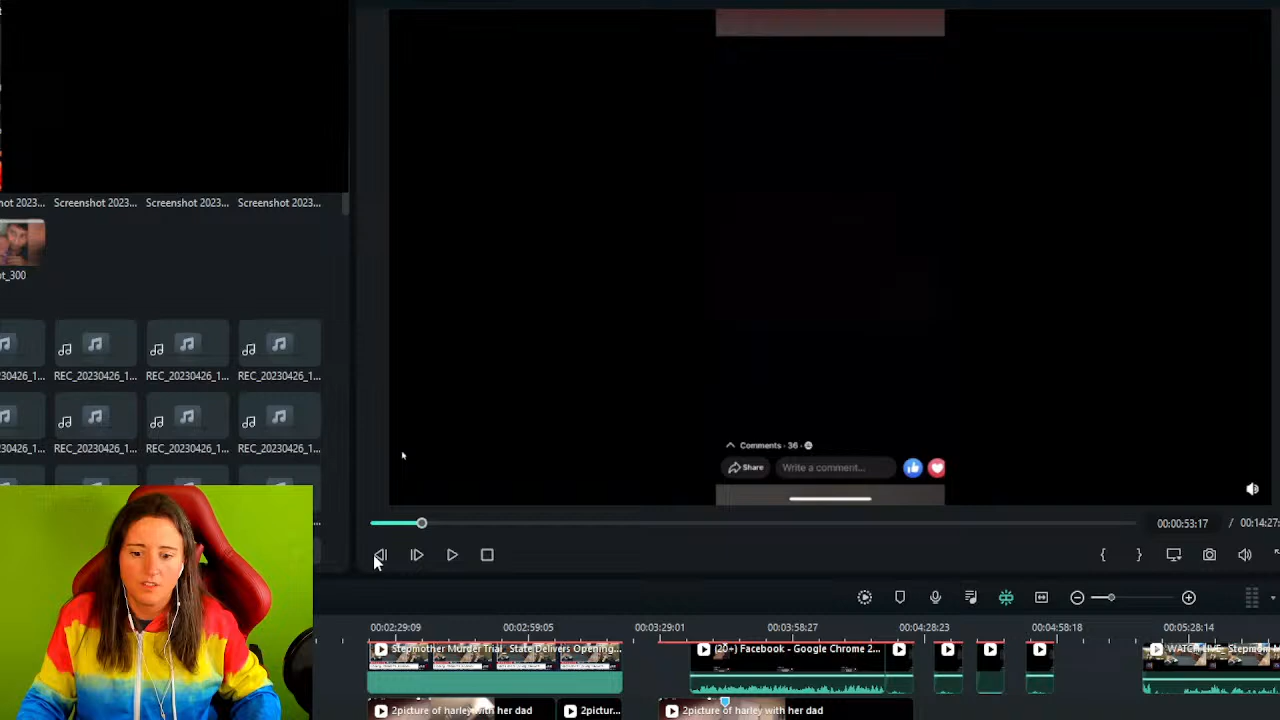 hot 2023...
Screenshot 2023...
Screenshot 2023...
Screenshot 2023...
ot_300
30426_1...
REC_20230426_1...
REC_20230426_1...
REC_20230426_1...
30426_1...
REC_20230426_1...
REC_20230426_1...
REC_20230426_1...
Comments · 36 ·
Share
Write a comment...
00:00:53:17 / 00:14:27:
{ }
00:02:29:09
00:02:59:05
00:03:29:01
00:03:58:27
00:04:28:23
00:04:58:18
00:05:28:14
Stepmother Murder Trial_ State Delivers Opening...
(20+) Facebook - Google Chrome 2...
WATCH LIVE_ Stepmom M
2picture of harley with her dad
2pictur...
2picture of harley with her dad